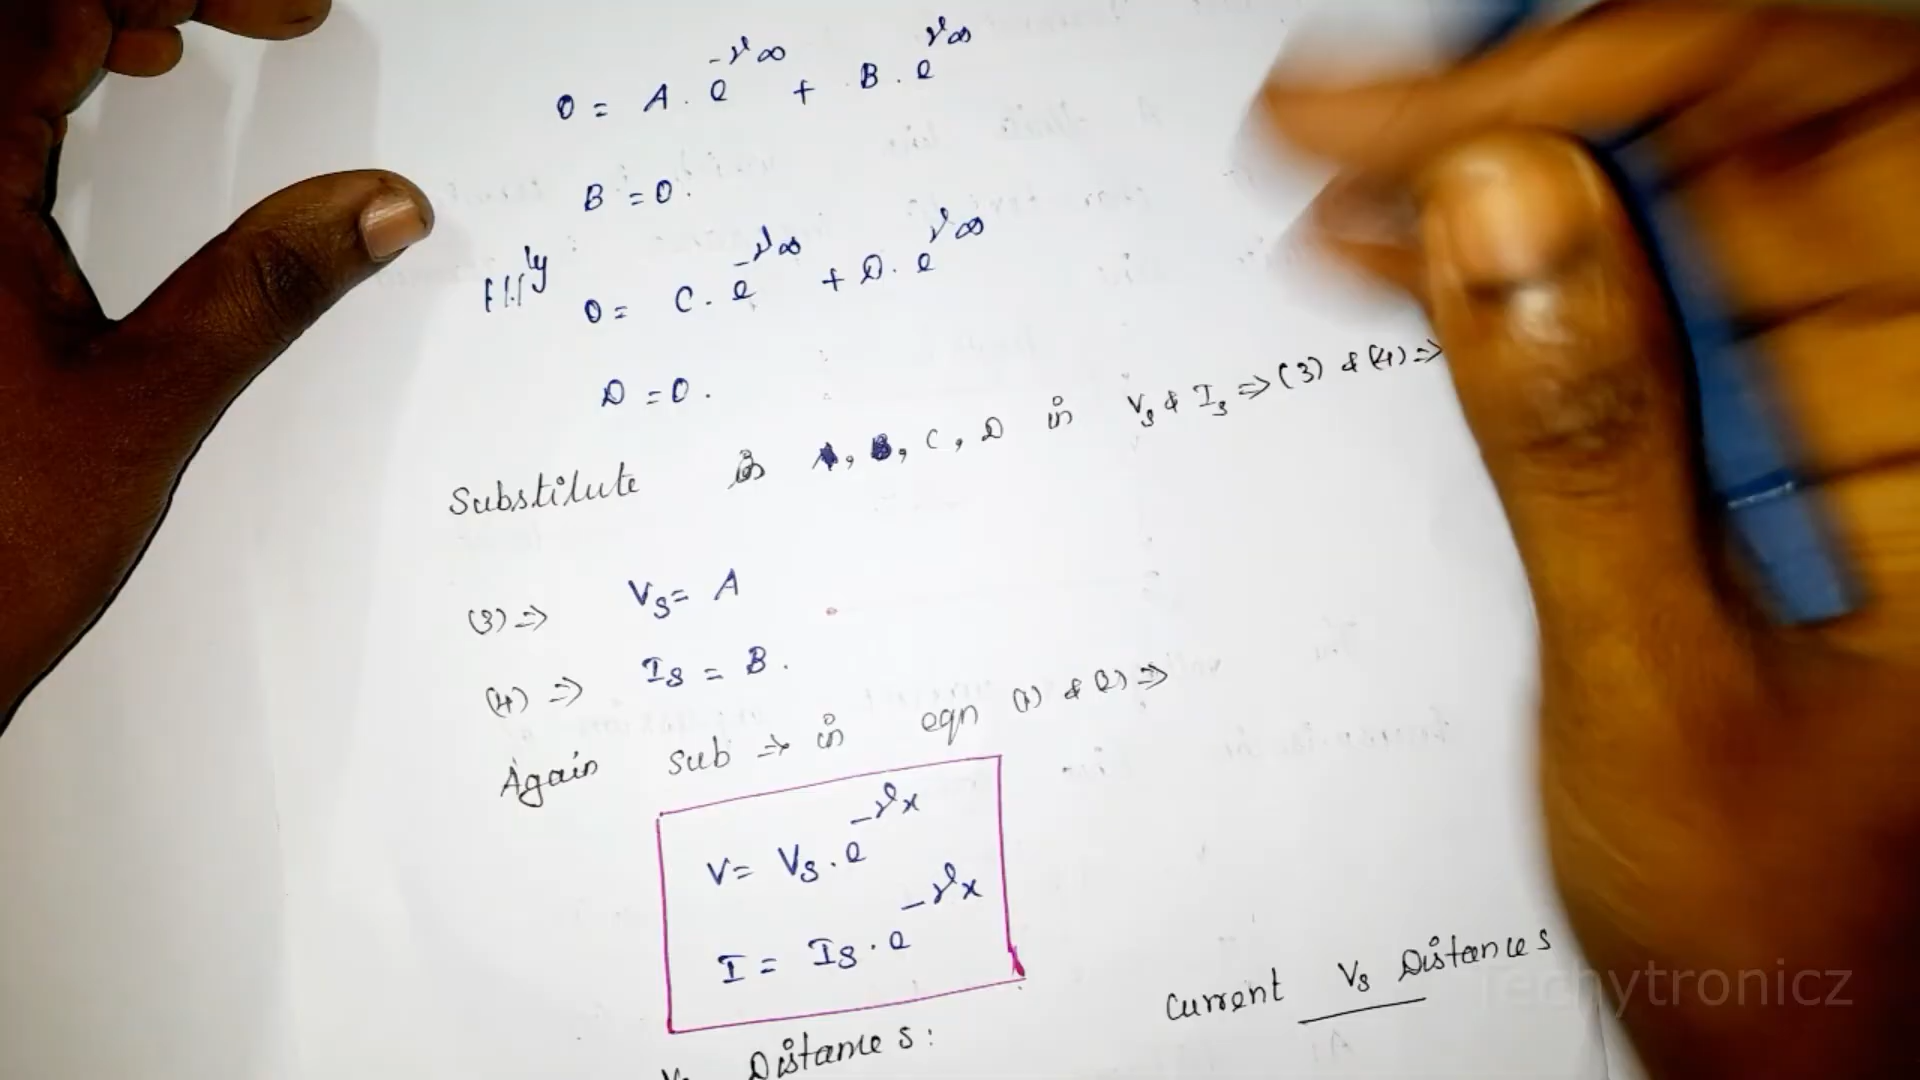 0 = A . e^-γ∞ + B . e^γ∞
B = 0.
|||ly 0 = C . e^-γ∞ + D . e^γ∞
D = 0.
Substitute A, B, C, D in Vs & Is ⇒ (3) & (4) ⇒
(3) ⇒ Vs = A
(4) ⇒ Is = B.
Again sub ⇒ in eqn (1) & (2) ⇒
V = Vs . e^-γx
I = Is . e^-γx
Current Vs Distances
Distances:
Techytronicz